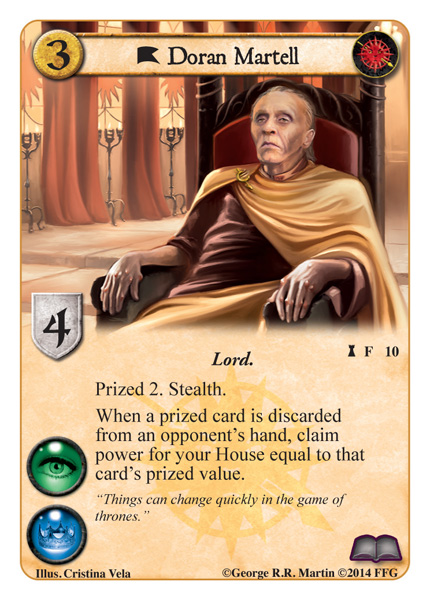 3
Doran Martell
4
Lord.
F 10
Prized 2. Stealth.
When a prized card is discarded
from an opponent's hand, claim
power for your House equal to that
card's prized value.
“Things can change quickly in the game of
thrones.”
Illus. Cristina Vela
©George R.R. Martin ©2014 FFG